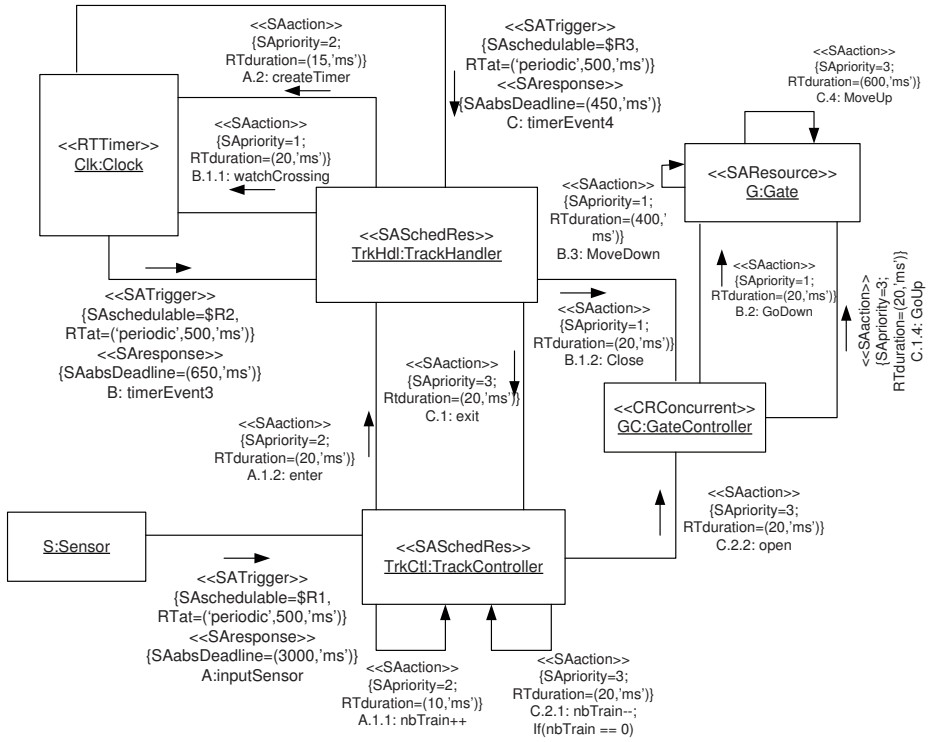 <<SAaction>>
{SApriority=2;
RTduration=(15,'ms')}
A.2: createTimer
<<SATrigger>>
{SAschedulable=$R3,
RTat=('periodic',500,'ms')}
<<SAresponse>>
{SAabsDeadline=(450,'ms')}
C: timerEvent4
<<SAaction>>
{SApriority=3;
RTduration=(600,'ms')}
C.4: MoveUp
<<RTTimer>>
Clk:Clock
<<SAaction>>
{SApriority=1;
RTduration=(20,'ms')}
B.1.1: watchCrossing
<<SAResource>>
G:Gate
<<SAaction>>
{SApriority=1;
RTduration=(400,'
ms')}
B.3: MoveDown
<<SASchedRes>>
TrkHdl:TrackHandler
<<SATrigger>>
{SAschedulable=$R2,
RTat=('periodic',500,'ms')}
<<SAresponse>>
{SAabsDeadline=(650,'ms')}
B: timerEvent3
<<SAaction>>
{SApriority=1;
RTduration=(20,'ms')}
B.2: GoDown
<<SAaction>>
{SApriority=3;
RTduration=(20,'ms')}
C.1.4: GoUp
<<SAaction>>
{SApriority=1;
RTduration=
(20,'ms')}
B.1.2: Close
<<SAaction>>
{SApriority=3;
Rtduration=(20,'ms')}
C.1: exit
<<CRConcurrent>>
GC:GateController
<<SAaction>>
{SApriority=2;
RTduration=(20,'ms')}
A.1.2: enter
<<SAaction>>
{SApriority=3;
RTduration=(20,'ms')}
C.2.2: open
S:Sensor
<<SASchedRes>>
TrkCtl:TrackController
<<SATrigger>>
{SAschedulable=$R1,
RTat=('periodic',500,'ms')}
<<SAresponse>>
{SAabsDeadline=(3000,'ms')}
A:inputSensor
<<SAaction>>
{SApriority=2;
RTduration=(10,'ms')}
A.1.1: nbTrain++
<<SAaction>>
{SApriority=3;
RTduration=(20,'ms')}
C.2.1: nbTrain--;
If(nbTrain == 0)